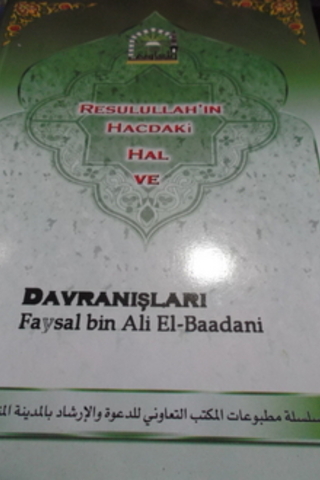 RESULULLAH'IN
HACDAKİ
HAL
VE
DAVRANIŞLARI
Faysal bin Ali El-Baadani
سلسلة مطبوعات المكتب التعاوني للدعوة والإرشاد بالمدينة